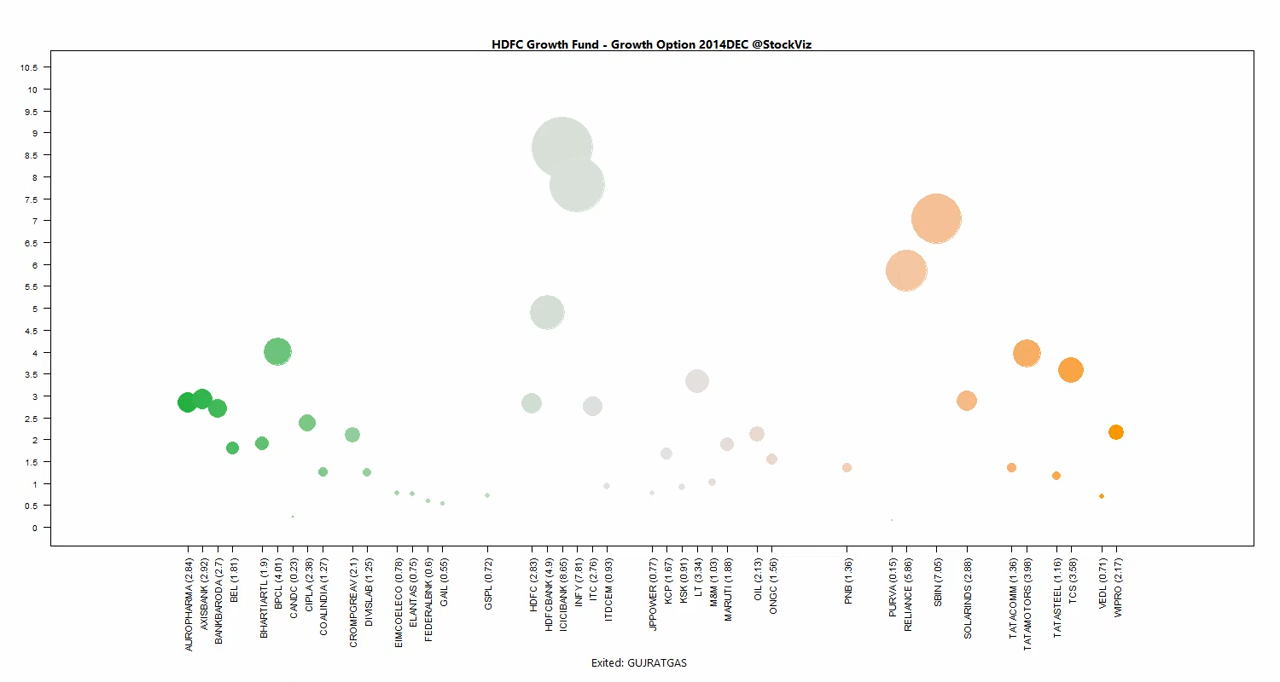 HDFC Growth Fund - Growth Option 2014DEC @StockViz
10.5
10
9.5
9
8.5
8
7.5
7
6.5
6
5.5
5
4.5
4
3.5
3
2.5
2
1.5
1
0.5
0
AUROPHARMA (2.84)
AXISBANK (2.92)
BANKBARODA (2.7)
BEL (1.81)
BHARTIARTL (1.9)
BPCL (4.01)
CANDC (0.23)
CIPLA (2.38)
COALINDIA (1.27)
CROMPGREAV (2.1)
DIVISLAB (1.25)
EIMCOELECO (0.78)
ELANTAS (0.75)
FEDERALBNK (0.6)
GAIL (0.55)
GSPL (0.72)
HDFC (2.83)
HDFCBANK (4.9)
ICICIBANK (8.65)
INFY (7.81)
ITC (2.76)
ITDCEM (0.93)
JPPOWER (0.77)
KCP (1.67)
KSK (0.91)
LT (3.34)
M&M (1.03)
MARUTI (1.88)
OIL (2.13)
ONGC (1.56)
PNB (1.36)
PURVA (0.15)
RELIANCE (5.86)
SBIN (7.05)
SOLARINDS (2.88)
TATACOMM (1.36)
TATAMOTORS (3.98)
TATASTEEL (1.16)
TCS (3.58)
VEDL (0.71)
WIPRO (2.17)
Exited: GUJRATGAS